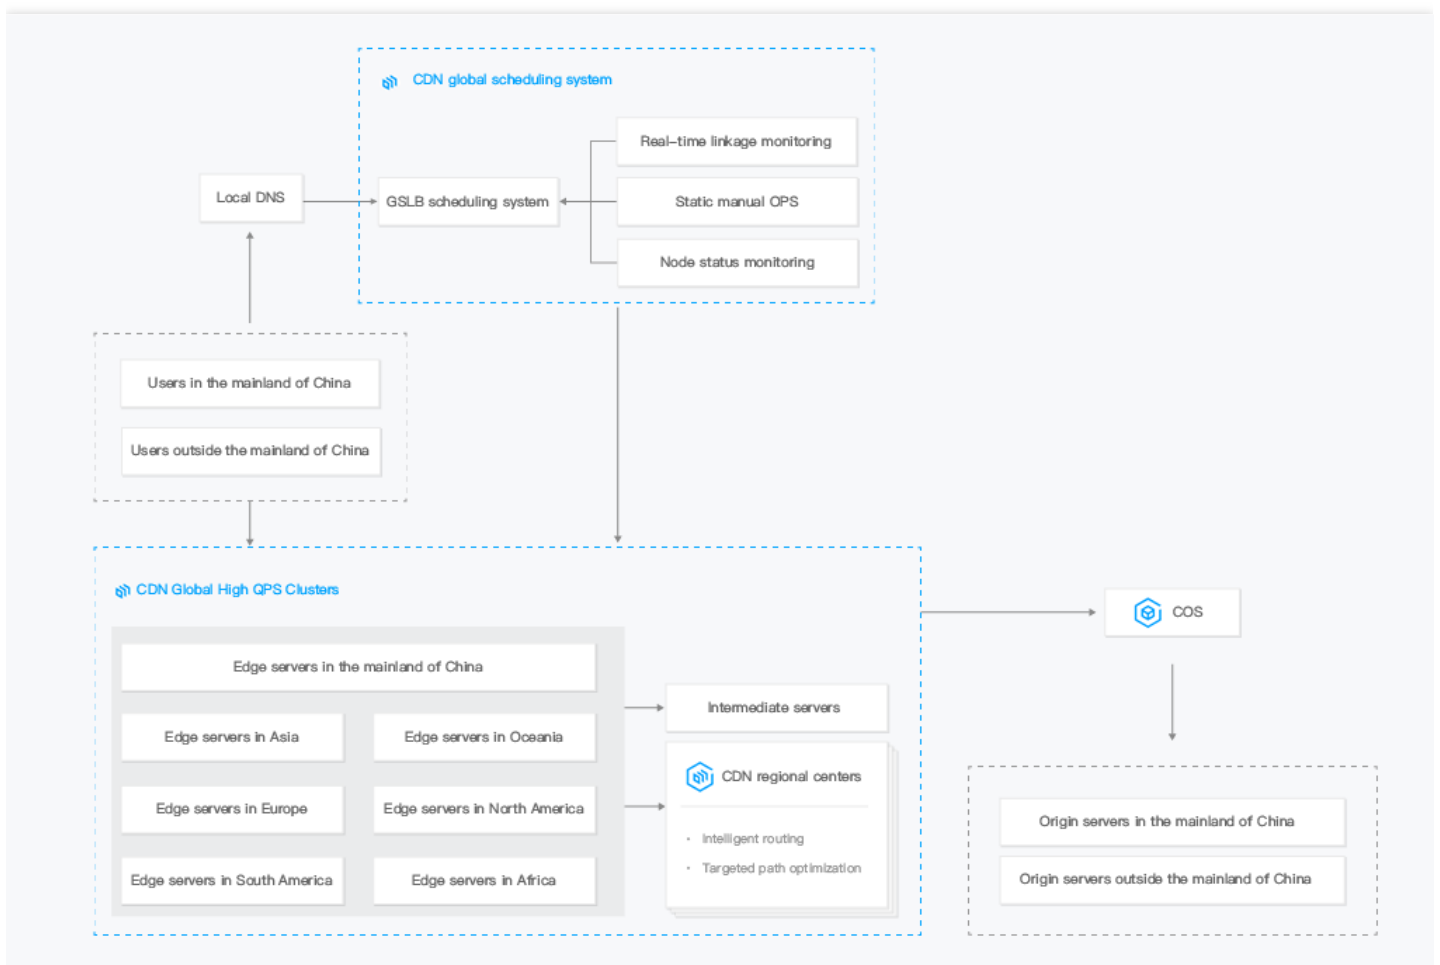 CDN global scheduling system
Real-time linkage monitoring
Local DNS
GSLB scheduling system
Static manual OPS
Node status monitoring
Users in the mainland of China
Users outside the mainland of China
CDN Global High QPS Clusters
COS
Edge servers in the mainland of China
Intermediate servers
Edge servers in Asia
Edge servers in Oceania
CDN regional centers
Edge servers in Europe
Edge servers in North America
Intelligent routing
Targeted path optimization
Edge servers in South America
Edge servers in Africa
Origin servers in the mainland of China
Origin servers outside the mainland of China